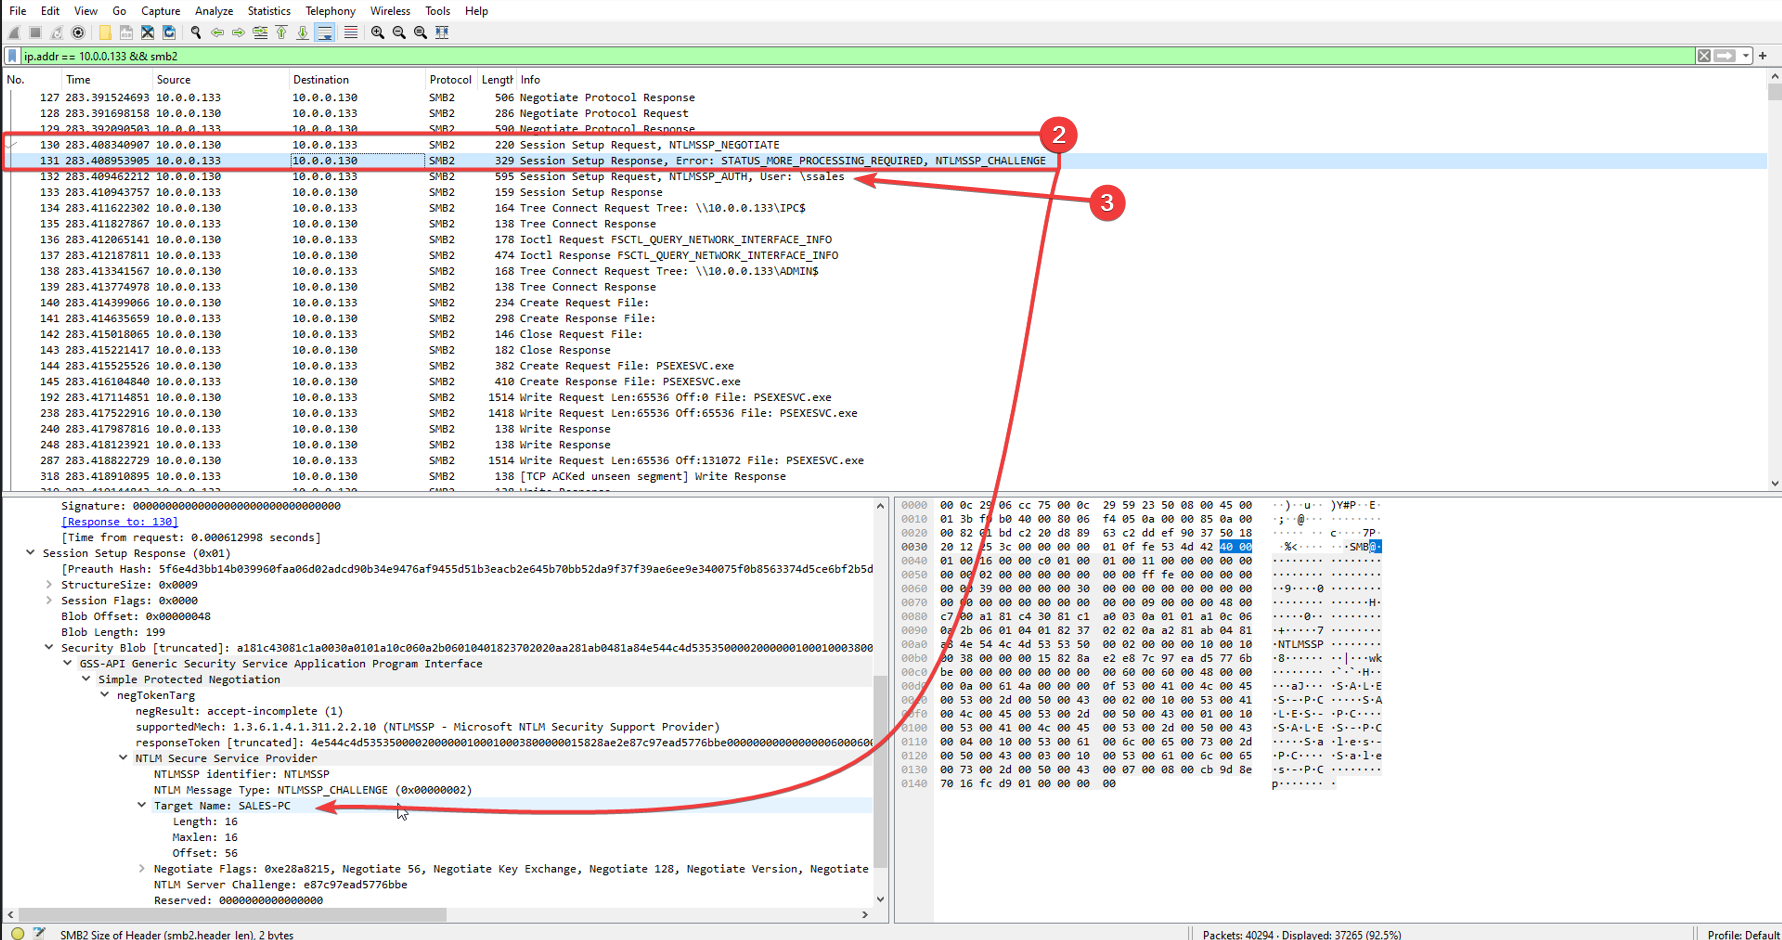 File Edit View Go Capture Analyze Statistics Telephony Wireless Tools Help
ip.addr == 10.0.0.133 && smb2
No. Time Source Destination Protocol Length Info
127 283.391524693 10.0.0.133 10.0.0.130 SMB2 506 Negotiate Protocol Response
128 283.391698158 10.0.0.130 10.0.0.133 SMB2 286 Negotiate Protocol Request
129 283.392090503 10.0.0.133 10.0.0.130 SMB2 590 Negotiate Protocol Response
130 283.408340907 10.0.0.130 10.0.0.133 SMB2 220 Session Setup Request, NTLMSSP_NEGOTIATE
2
131 283.408953905 10.0.0.133 10.0.0.130 SMB2 329 Session Setup Response, Error: STATUS_MORE_PROCESSING_REQUIRED, NTLMSSP_CHALLENGE
132 283.409462212 10.0.0.130 10.0.0.133 SMB2 595 Session Setup Request, NTLMSSP_AUTH, User: \ssales
133 283.410943757 10.0.0.133 10.0.0.130 SMB2 159 Session Setup Response
3
134 283.411622302 10.0.0.130 10.0.0.133 SMB2 164 Tree Connect Request Tree: \\10.0.0.133\IPC$
135 283.411827867 10.0.0.133 10.0.0.130 SMB2 138 Tree Connect Response
136 283.412065141 10.0.0.130 10.0.0.133 SMB2 178 Ioctl Request FSCTL_QUERY_NETWORK_INTERFACE_INFO
137 283.412187811 10.0.0.133 10.0.0.130 SMB2 474 Ioctl Response FSCTL_QUERY_NETWORK_INTERFACE_INFO
138 283.413341567 10.0.0.130 10.0.0.133 SMB2 168 Tree Connect Request Tree: \\10.0.0.133\ADMIN$
139 283.413774978 10.0.0.133 10.0.0.130 SMB2 138 Tree Connect Response
140 283.414399066 10.0.0.130 10.0.0.133 SMB2 234 Create Request File:
141 283.414635659 10.0.0.133 10.0.0.130 SMB2 298 Create Response File:
142 283.415018065 10.0.0.130 10.0.0.133 SMB2 146 Close Request File:
143 283.415221417 10.0.0.133 10.0.0.130 SMB2 182 Close Response
144 283.415525526 10.0.0.130 10.0.0.133 SMB2 382 Create Request File: PSEXESVC.exe
145 283.416104840 10.0.0.133 10.0.0.130 SMB2 410 Create Response File: PSEXESVC.exe
192 283.417114851 10.0.0.130 10.0.0.133 SMB2 1514 Write Request Len:65536 Off:0 File: PSEXESVC.exe
238 283.417522916 10.0.0.130 10.0.0.133 SMB2 1418 Write Request Len:65536 Off:65536 File: PSEXESVC.exe
240 283.417987816 10.0.0.133 10.0.0.130 SMB2 138 Write Response
248 283.418123921 10.0.0.133 10.0.0.130 SMB2 138 Write Response
287 283.418822729 10.0.0.130 10.0.0.133 SMB2 1514 Write Request Len:65536 Off:131072 File: PSEXESVC.exe
318 283.418910895 10.0.0.133 10.0.0.130 SMB2 138 [TCP ACKed unseen segment] Write Response
Signature: 00000000000000000000000000000000
[Response to: 130]
[Time from request: 0.000612998 seconds]
Session Setup Response (0x01)
[Preauth Hash: 5f6e4d3bb14b039960faa06d02adcd90b34e9476af9455d51b3eacb2e645b70bb52da9f37f39ae6ee9e340075f0b8563374d5ce6bf2b5d
StructureSize: 0x0009
Session Flags: 0x0000
Blob Offset: 0x00000048
Blob Length: 199
Security Blob [truncated]: a181c43081c1a0030a0101a10c060a2b06010401823702020aa281ab0481a84e544c4d53535000020000001000100038​00
GSS-API Generic Security Service Application Program Interface
Simple Protected Negotiation
negTokenTarg
negResult: accept-incomplete (1)
supportedMech: 1.3.6.1.4.1.311.2.2.10 (NTLMSSP - Microsoft NTLM Security Support Provider)
responseToken [truncated]: 4e544c4d5353500002000000100010003800000015828ae2e87c97ead5776bbe00000000000000006000600
NTLM Secure Service Provider
NTLMSSP identifier: NTLMSSP
NTLM Message Type: NTLMSSP_CHALLENGE (0x00000002)
Target Name: SALES-PC
Length: 16
Maxlen: 16
Offset: 56
Negotiate Flags: 0xe28a8215, Negotiate 56, Negotiate Key Exchange, Negotiate 128, Negotiate Version, Negotiate
NTLM Server Challenge: e87c97ead5776bbe
Reserved: 0000000000000000
0000 00 0c 29 06 cc 75 00 0c 29 59 23 50 08 00 45 00 ··)··u·· )Y#P··E·
0010 01 3b f0 b0 40 00 80 06 f4 05 0a 00 00 85 0a 00 ·;··@··· ········
0020 00 82 01 bd c2 20 d8 89 63 c2 dd ef 90 37 50 18 ····· ·· c····7P·
0030 20 12 25 3c 00 00 00 00 01 0f fe 53 4d 42 40 00 ·%<···· ···SMB@·
0040 01 00 16 00 00 c0 01 00 01 00 11 00 00 00 00 00
0050 00 00 02 00 00 00 00 00 00 00 ff fe 00 00 00 00
0060 00 00 39 00 00 00 00 30 00 00 00 00 00 00 00 00 ··9····0 ········
0070 00 00 00 00 00 00 00 00 00 00 09 00 00 00 48 00 ········ ······H·
0080 c7 00 a1 81 c4 30 81 c1 a0 03 0a 01 01 a1 0c 06 ·····0·· ········
0090 0a 2b 06 01 04 01 82 37 02 02 0a a2 81 ab 04 81 ·+·····7 ········
a8 4e 54 4c 4d 53 53 50 00 02 00 00 00 10 00 10 ·NTLMSSP ········
00b0 00 38 00 00 00 15 82 8a e2 e8 7c 97 ea d5 77 6b ·8······ ··|···wk
00c0 be 00 00 00 00 00 00 00 00 60 00 60 00 48 00 00 ········ ·`·`·H··
00d0 00 0a 00 61 4a 00 00 00 0f 53 00 41 00 4c 00 45 ···aJ··· ·S·A·L·E
00 53 00 2d 00 50 00 43 00 02 00 10 00 53 00 41 ·S·-·P·C ·····S·A
00f0 00 4c 00 45 00 53 00 2d 00 50 00 43 00 01 00 10 ·L·E·S·- ·P·C····
0100 00 53 00 41 00 4c 00 45 00 53 00 2d 00 50 00 43 ·S·A·L·E ·S·-·P·C
0110 00 04 00 10 00 53 00 61 00 6c 00 65 00 73 00 2d ·····S·a ·l·e·s·-
0120 00 50 00 43 00 03 00 10 00 53 00 61 00 6c 00 65 ·P·C···· ·S·a·l·e
0130 00 73 00 2d 00 50 00 43 00 07 00 08 00 cb 9d 8e ·s·-·P·C ········
0140 70 16 fc d9 01 00 00 00 00 p······· ·
SMB2 Size of Header (smb2.header_len), 2 bytes
Packets: 40294 · Displayed: 37265 (92.5%)
Profile: Default